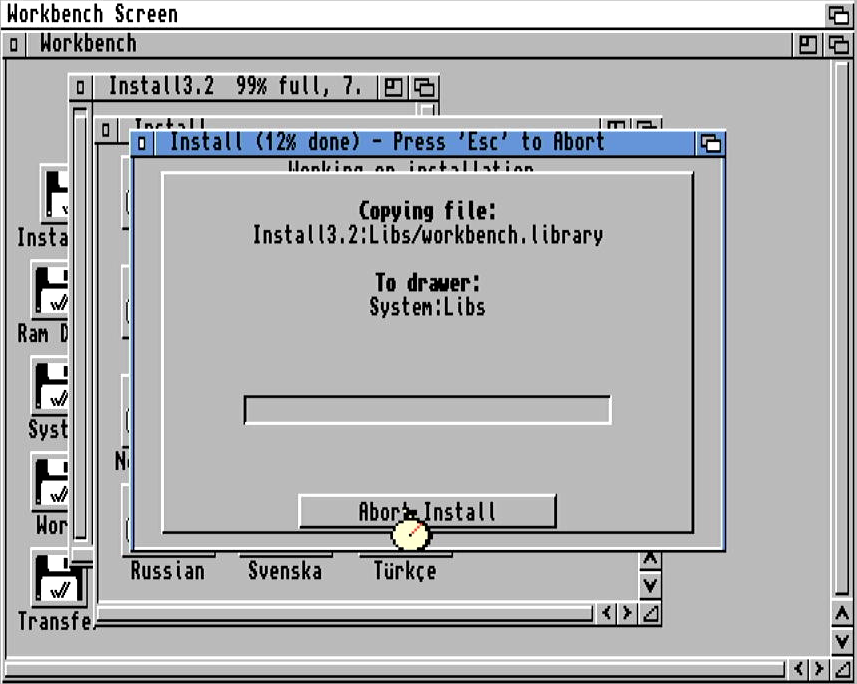 Workbench Screen
Workbench
Install3.2 99% full, 7.
Install
Install (12% done) - Press 'Esc' to Abort
Working on installation
Copying file:
Install3.2:Libs/workbench.library
To drawer:
System:Libs
Abort Install
Insta
Ram D
Syst
Wor
Transfe
N
Russian
Svenska
Türkçe